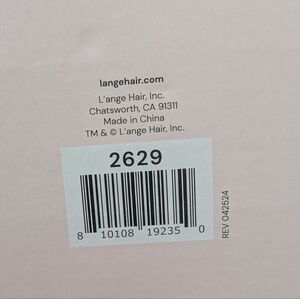 langehair.com
L'ange Hair, Inc.
Chatsworth, CA 91311
Made in China
TM & © L'ange Hair, Inc.
2629
8 10108 19235 0
REV 042524